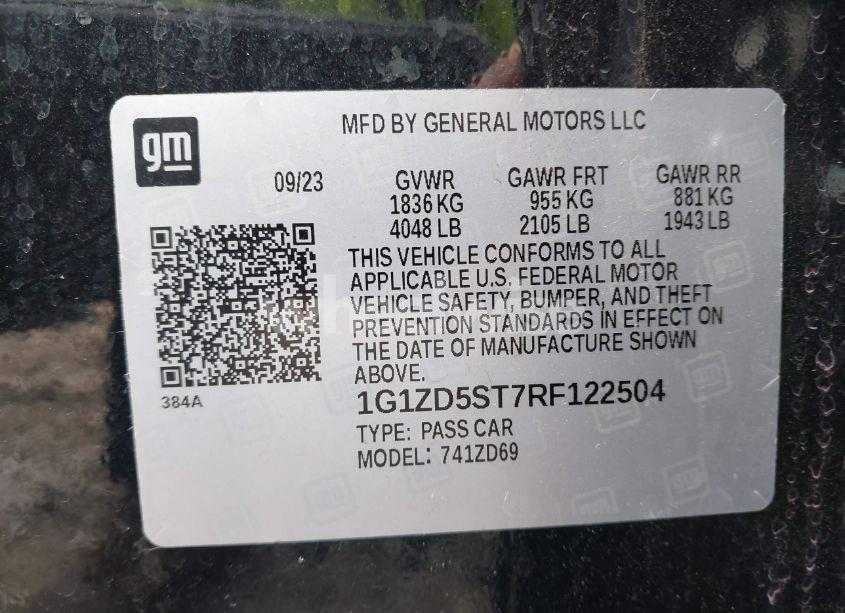 gm
MFD BY GENERAL MOTORS LLC
09/23
GVWR GAWR FRT GAWR RR
1836 KG 955 KG 881 KG
4048 LB 2105 LB 1943 LB
THIS VEHICLE CONFORMS TO ALL
APPLICABLE U.S. FEDERAL MOTOR
VEHICLE SAFETY, BUMPER, AND THEFT
PREVENTION STANDARDS IN EFFECT ON
THE DATE OF MANUFACTURE SHOWN
ABOVE.
384A
1G1ZD5ST7RF122504
TYPE: PASS CAR
MODEL: 741ZD69